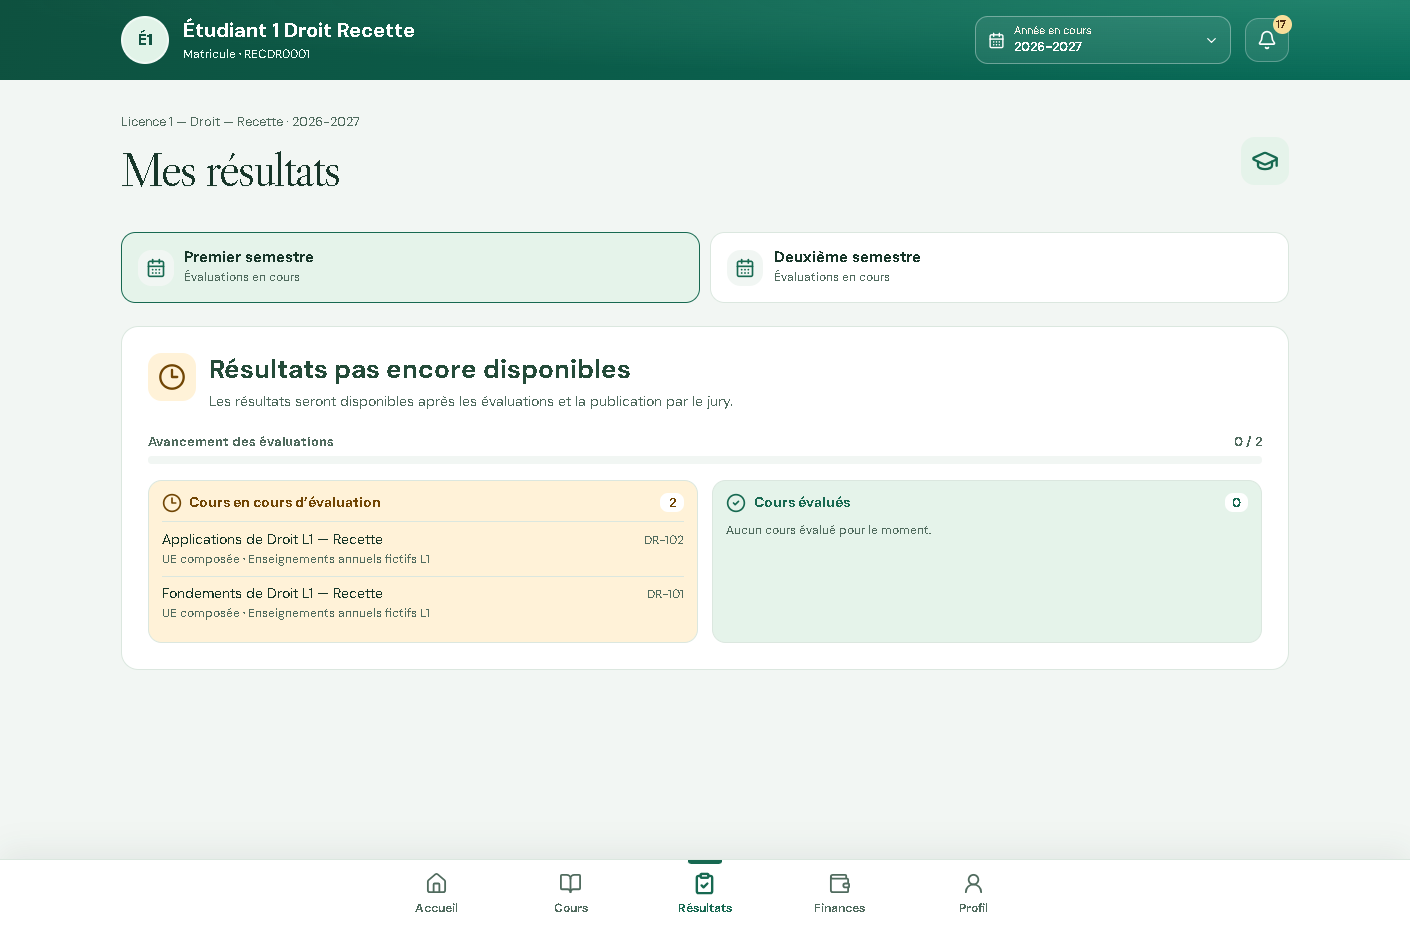 É1
Étudiant 1 Droit Recette
Matricule · RECDR0001
Année en cours
2026-2027
17
Licence 1 — Droit — Recette · 2026-2027
Mes résultats
Premier semestre
Évaluations en cours
Deuxième semestre
Évaluations en cours
Résultats pas encore disponibles
Les résultats seront disponibles après les évaluations et la publication par le jury.
Avancement des évaluations
0 / 2
Cours en cours d’évaluation
2
Applications de Droit L1 — Recette
DR-102
UE composée · Enseignements annuels fictifs L1
Fondements de Droit L1 — Recette
DR-101
UE composée · Enseignements annuels fictifs L1
Cours évalués
0
Aucun cours évalué pour le moment.
Accueil
Cours
Résultats
Finances
Profil